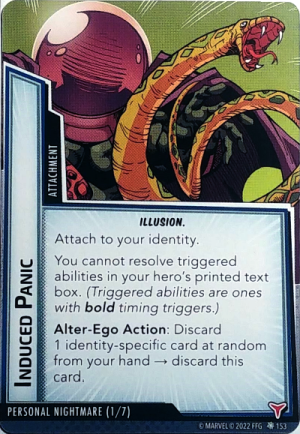 ATTACHMENT
INDUCED PANIC
ILLUSION.
Attach to your identity.
You cannot resolve triggered
abilities in your hero's printed text
box. (Triggered abilities are ones
with bold timing triggers.)
Alter-Ego Action: Discard
1 identity-specific card at random
from your hand → discard this
card.
PERSONAL NIGHTMARE (1/7)
© MARVEL © 2022 FFG 153